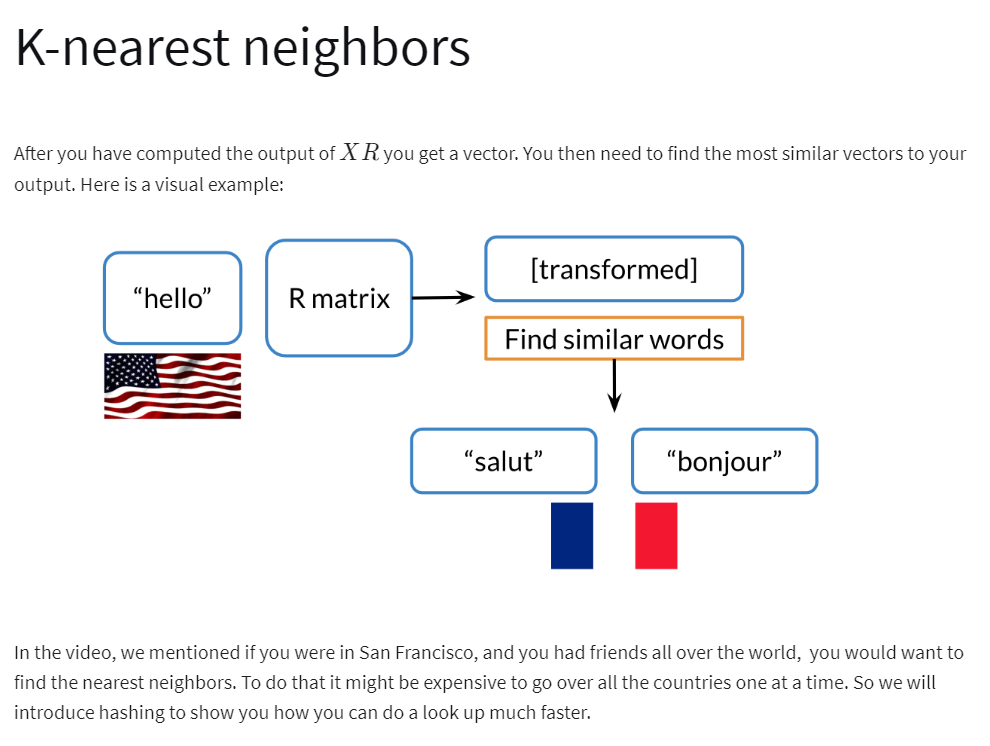 K-nearest neighbors
After you have computed the output of XR you get a vector. You then need to find the most similar vectors to your
output. Here is a visual example:
“hello”
R matrix
[transformed]
Find similar words
“salut”
“bonjour”
In the video, we mentioned if you were in San Francisco, and you had friends all over the world,  you would want to
find the nearest neighbors. To do that it might be expensive to go over all the countries one at a time. So we will
introduce hashing to show you how you can do a look up much faster.